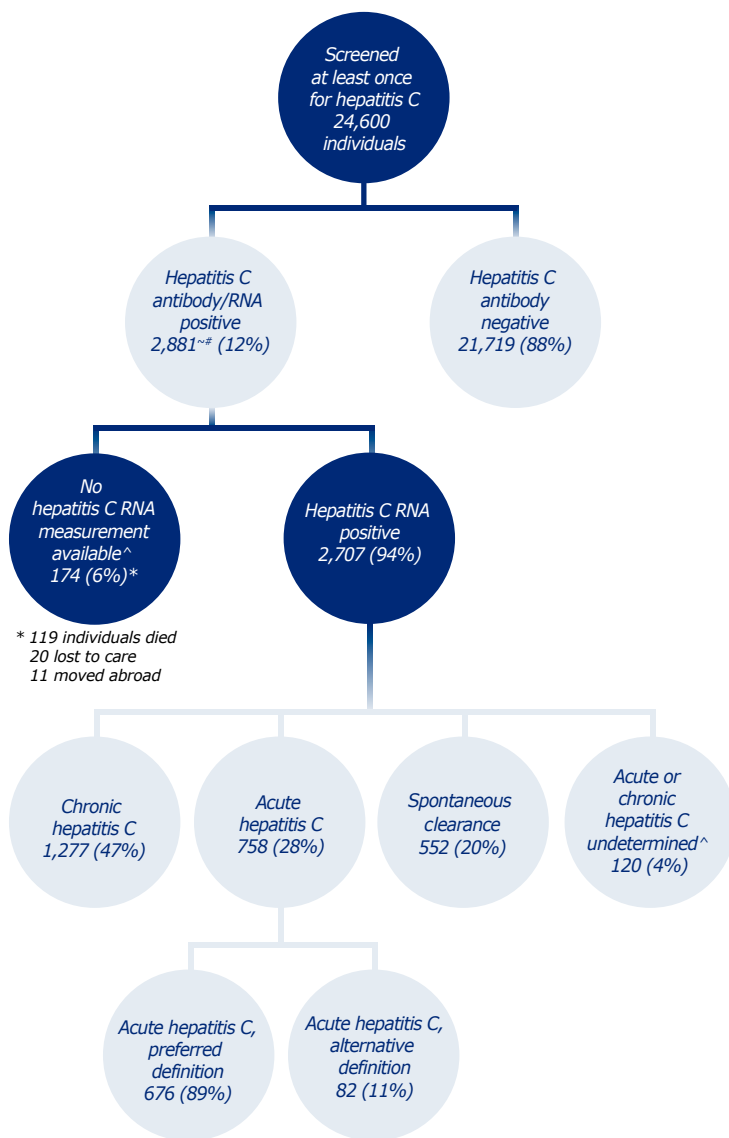 Screened
at least once
for hepatitis C
24,600
individuals
Hepatitis C
antibody/RNA
positive
2,881~# (12%)
Hepatitis C
antibody
negative
21,719 (88%)
No
hepatitis C RNA
measurement
available^
174 (6%)*
Hepatitis C RNA
positive
2,707 (94%)
* 119 individuals died
20 lost to care
11 moved abroad
Chronic
hepatitis C
1,277 (47%)
Acute
hepatitis C
758 (28%)
Spontaneous
clearance
552 (20%)
Acute or
chronic
hepatitis C
undetermined^
120 (4%)
Acute hepatitis C,
preferred
definition
676 (89%)
Acute hepatitis C,
alternative
definition
82 (11%)